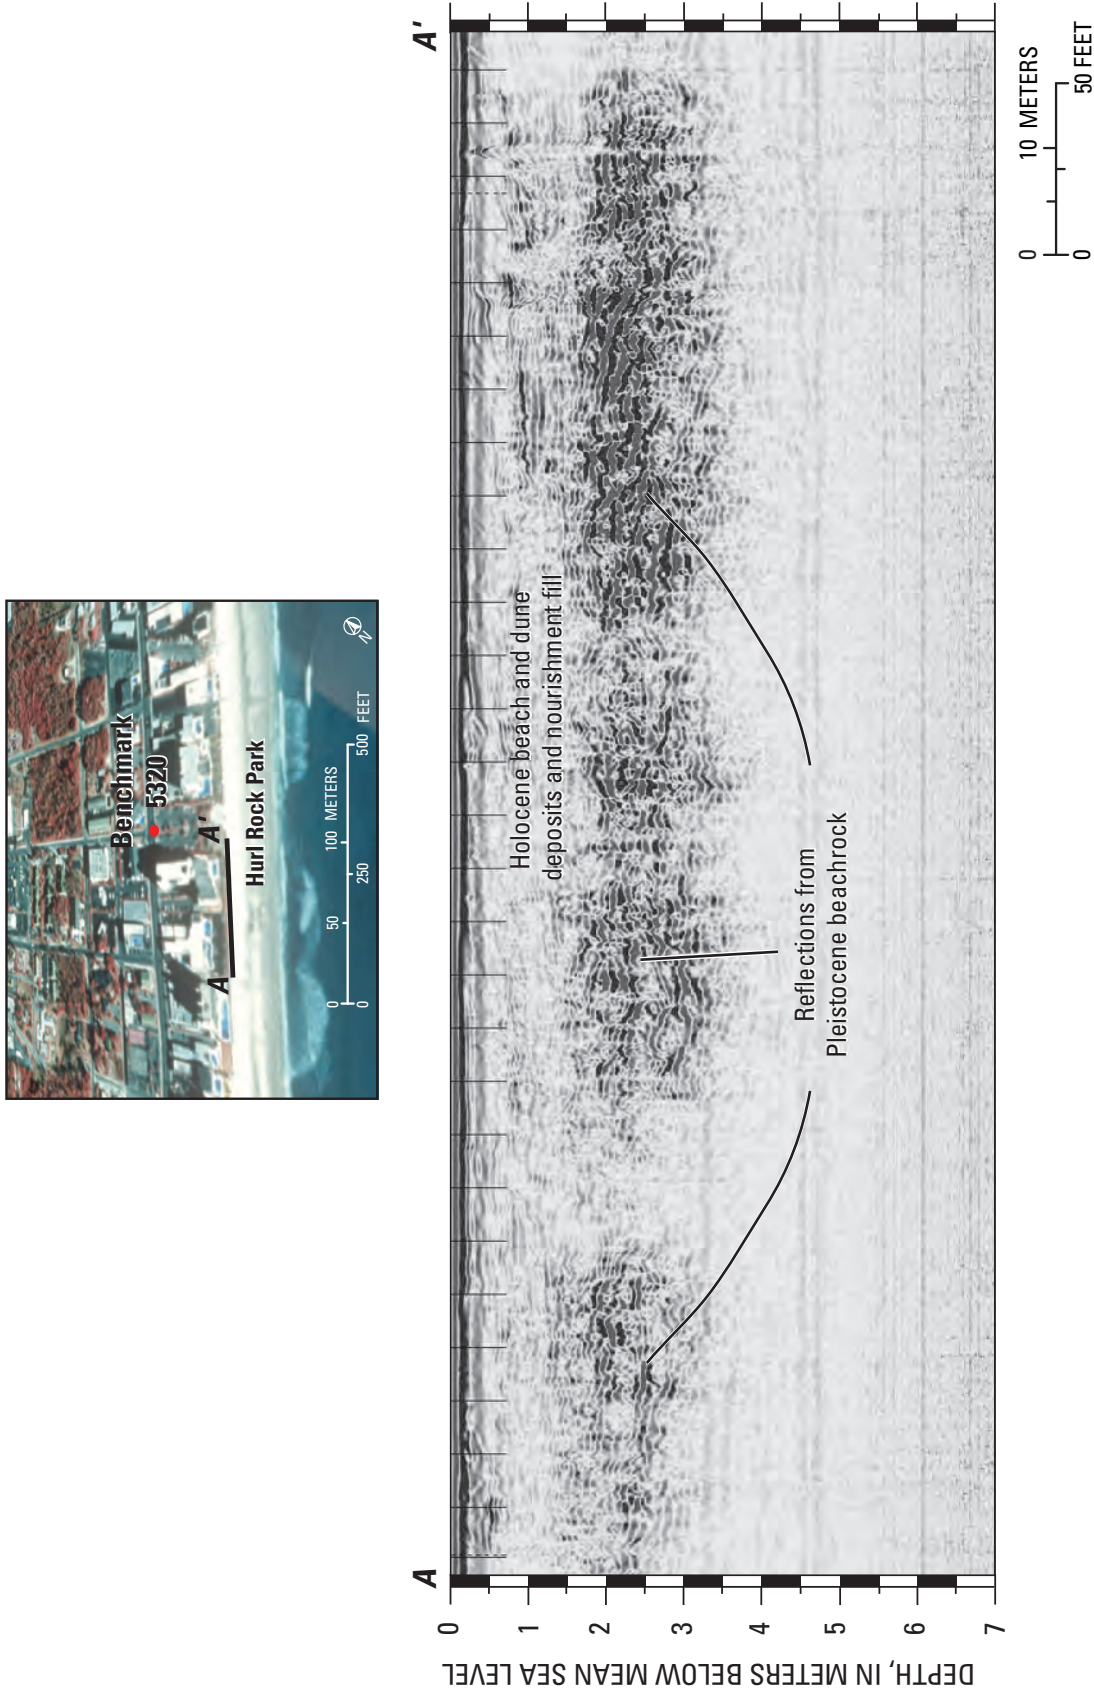 Benchmark
5320
A
A'
Hurl Rock Park
0 50 100 METERS
0 250 500 FEET
N
A
A'
0
1
2
3
4
5
6
7
DEPTH, IN METERS BELOW MEAN SEA LEVEL
Holocene beach and dune
deposits and nourishment fill
Reflections from
Pleistocene beachrock
0 10 METERS
0 50 FEET